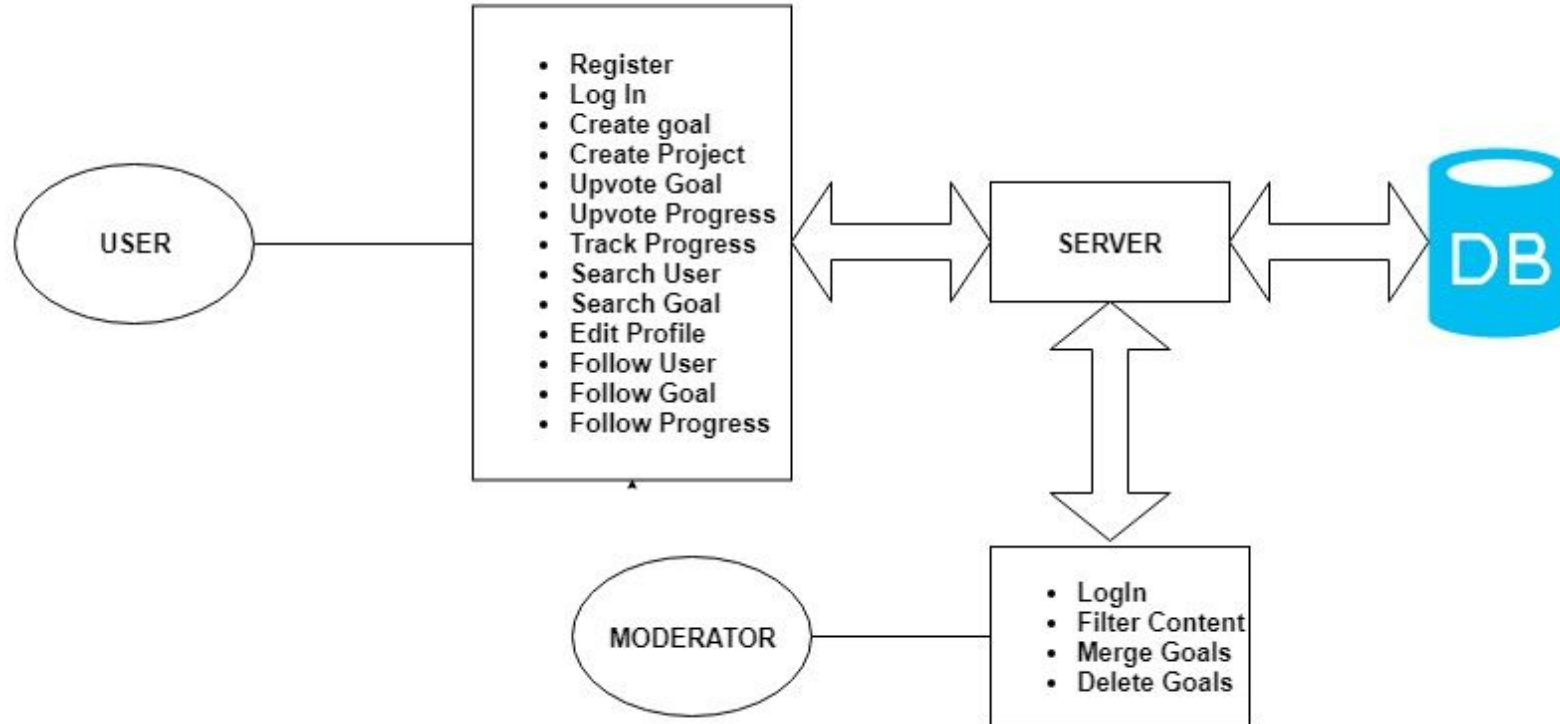 USER
• Register
• Log In
• Create goal
• Create Project
• Upvote Goal
• Upvote Progress
• Track Progress
• Search User
• Search Goal
• Edit Profile
• Follow User
• Follow Goal
• Follow Progress
SERVER
DB
MODERATOR
• LogIn
• Filter Content
• Merge Goals
• Delete Goals